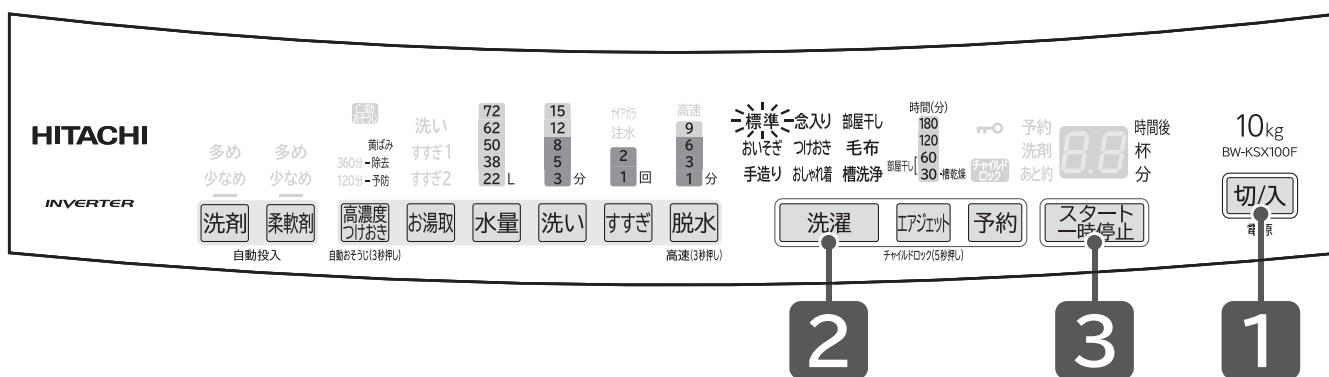 HITACHI
INVERTER
多め 多め
少なめ 少なめ
洗剤 柔軟剤
自動投入
自動おそうじ
黄ばみ
360分-除去
120分-予防
高濃度つけおき
自動おそうじ(3秒押し)
洗い
すすぎ1
すすぎ2
お湯取
72
62
50
38
22 L
水量
15
12
8
5
3 分
洗い
ナイアガラ
注水
2
1 回
すすぎ
高速
9
6
3
1 分
脱水
高速(3秒押し)
標準 念入り 部屋干し
おいそぎ つけおき 毛布
手造り おしゃれ着 槽洗浄
洗濯
時間(分)
180
120
60
30
部屋干し
槽乾燥
エアジェット
チャイルドロック
予約
チャイルドロック(5秒押し)
予約
洗剤
あと約
88
時間後
杯
分
スタート
一時停止
10kg
BW-KSX100F
切/入
電源
2
3
1